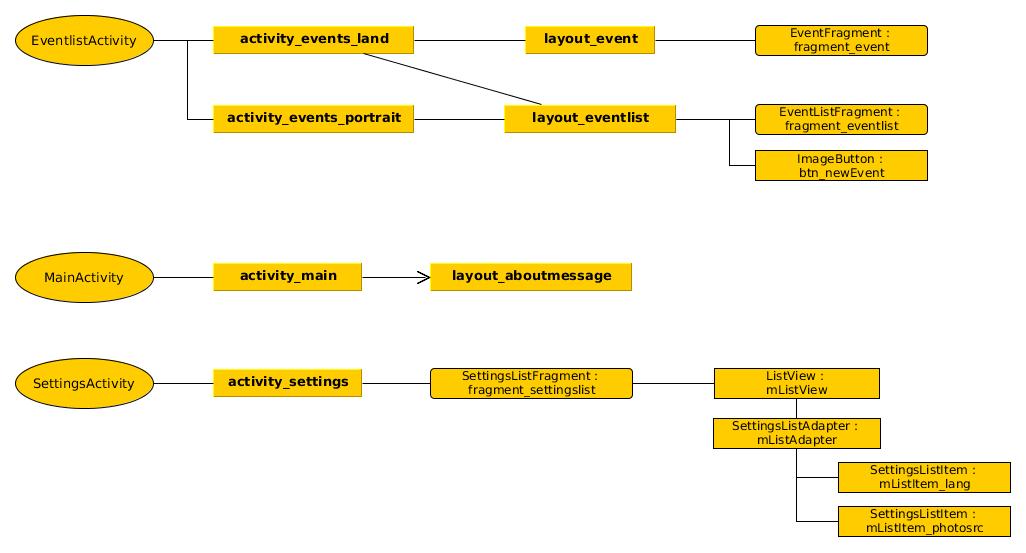 EventlistActivity
activity_events_land
layout_event
EventFragment :
fragment_event
activity_events_portrait
layout_eventlist
EventListFragment :
fragment_eventlist
ImageButton :
btn_newEvent
MainActivity
activity_main
layout_aboutmessage
SettingsActivity
activity_settings
SettingsListFragment :
fragment_settingslist
ListView :
mListView
SettingsListAdapter :
mListAdapter
SettingsListItem :
mListItem_lang
SettingsListItem :
mListItem_photosrc